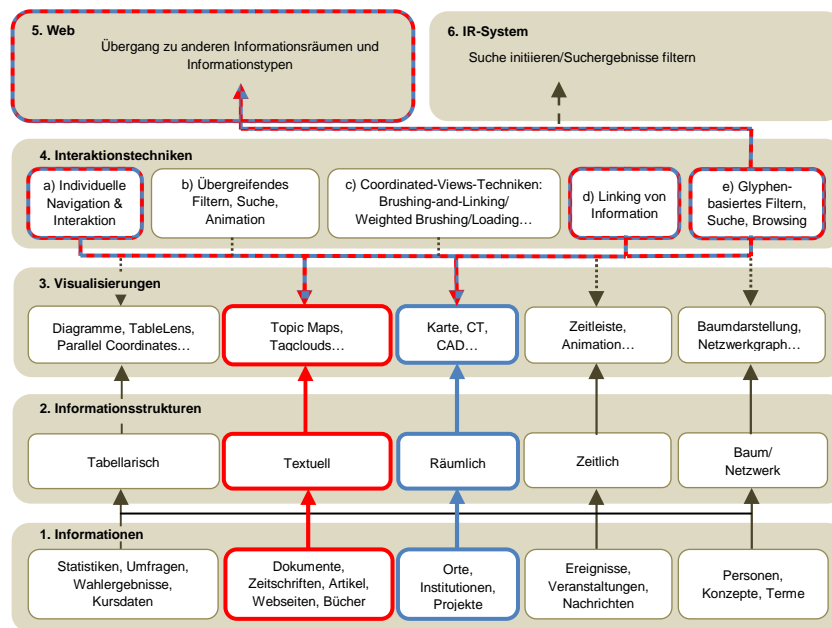 5. Web
Übergang zu anderen Informationsräumen und
Informationstypen
6. IR-System
Suche initiieren/Suchergebnisse filtern
4. Interaktionstechniken
a) Individuelle
Navigation &
Interaktion
b) Übergreifendes
Filtern, Suche,
Animation
c) Coordinated-Views-Techniken:
Brushing-and-Linking/
Weighted Brushing/Loading…
d) Linking von
Information
e) Glyphen-
basiertes Filtern,
Suche, Browsing
3. Visualisierungen
Diagramme, TableLens,
Parallel Coordinates…
Topic Maps,
Tagclouds…
Karte, CT,
CAD…
Zeitleiste,
Animation…
Baumdarstellung,
Netzwerkgraph…
2. Informationsstrukturen
Tabellarisch
Textuell
Räumlich
Zeitlich
Baum/
Netzwerk
1. Informationen
Statistiken, Umfragen,
Wahlergebnisse,
Kursdaten
Dokumente,
Zeitschriften, Artikel,
Webseiten, Bücher
Orte,
Institutionen,
Projekte
Ereignisse,
Veranstaltungen,
Nachrichten
Personen,
Konzepte, Terme